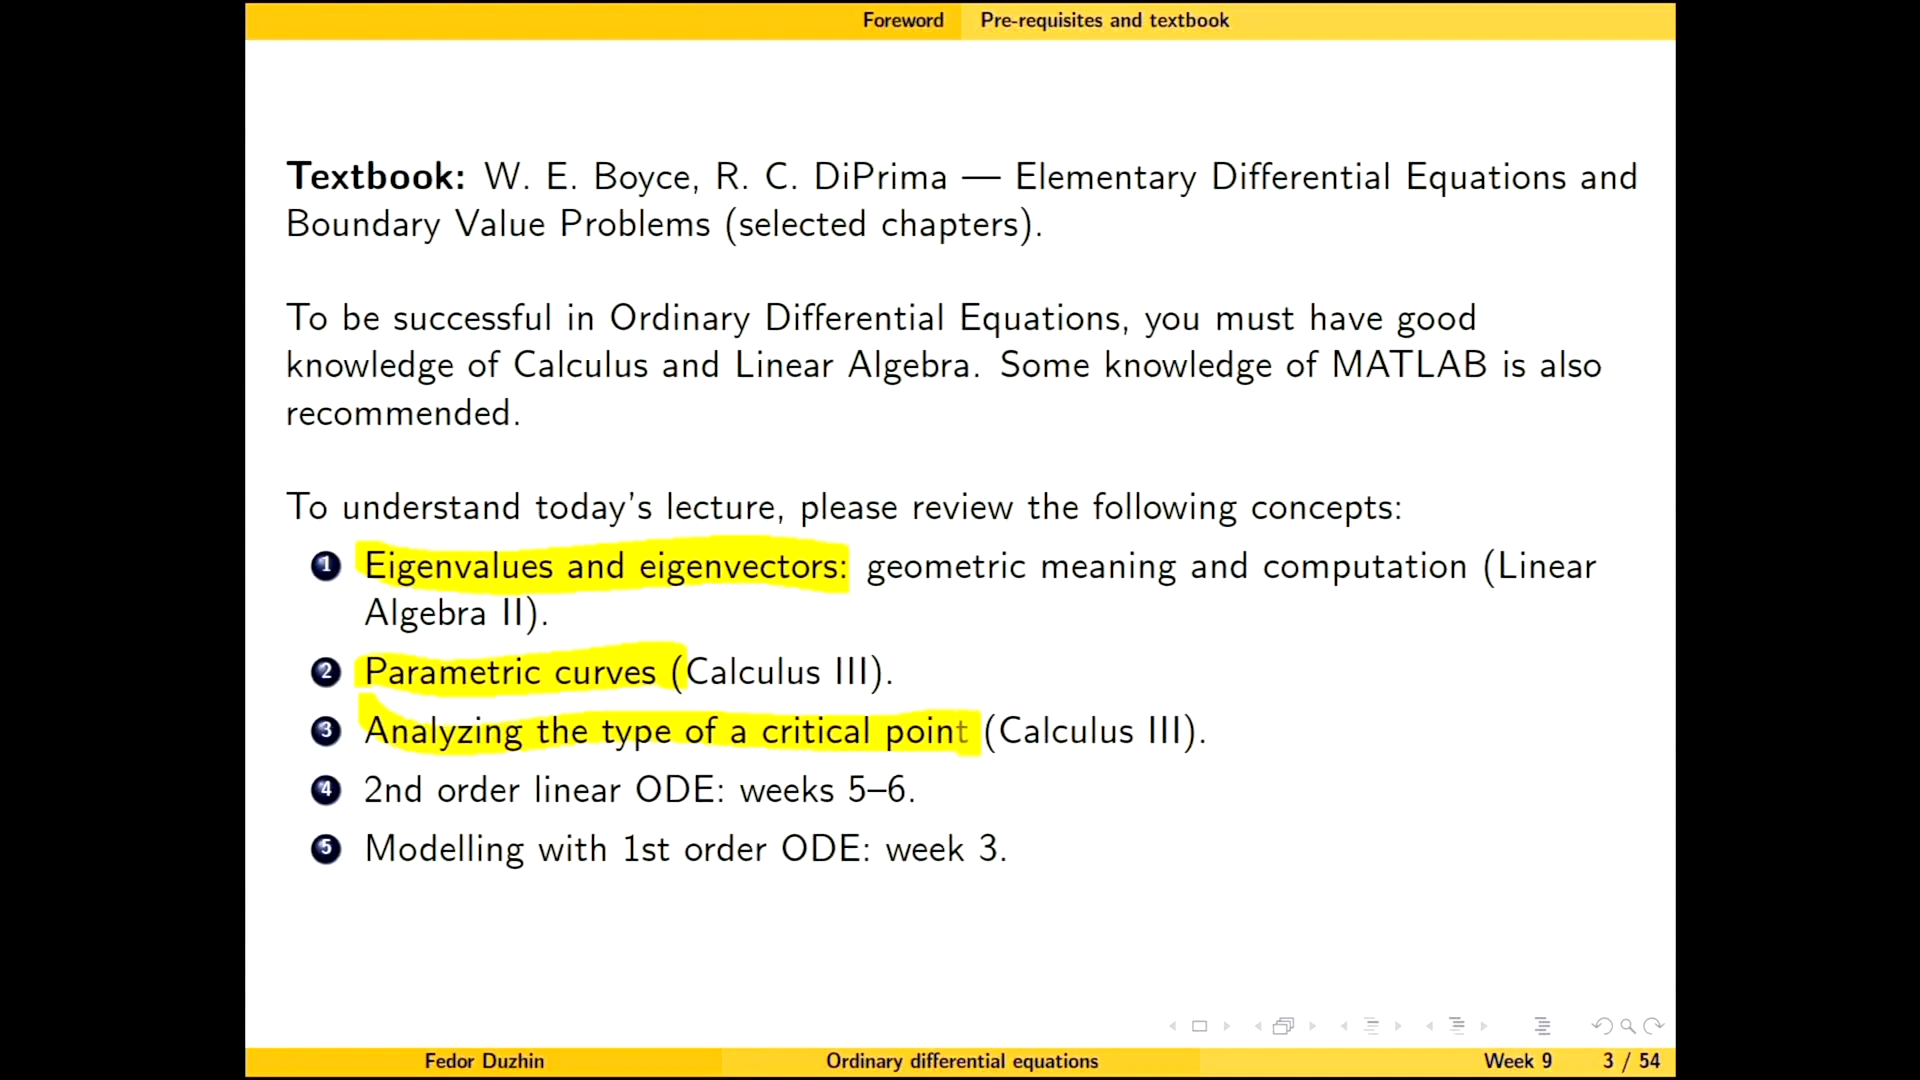 Foreword Pre-requisites and textbook
Textbook: W. E. Boyce, R. C. DiPrima — Elementary Differential Equations and
Boundary Value Problems (selected chapters).
To be successful in Ordinary Differential Equations, you must have good
knowledge of Calculus and Linear Algebra. Some knowledge of MATLAB is also
recommended.
To understand today's lecture, please review the following concepts:
1 Eigenvalues and eigenvectors: geometric meaning and computation (Linear
Algebra II).
2 Parametric curves (Calculus III).
3 Analyzing the type of a critical point (Calculus III).
4 2nd order linear ODE: weeks 5–6.
5 Modelling with 1st order ODE: week 3.
Fedor Duzhin Ordinary differential equations Week 9 3 / 54